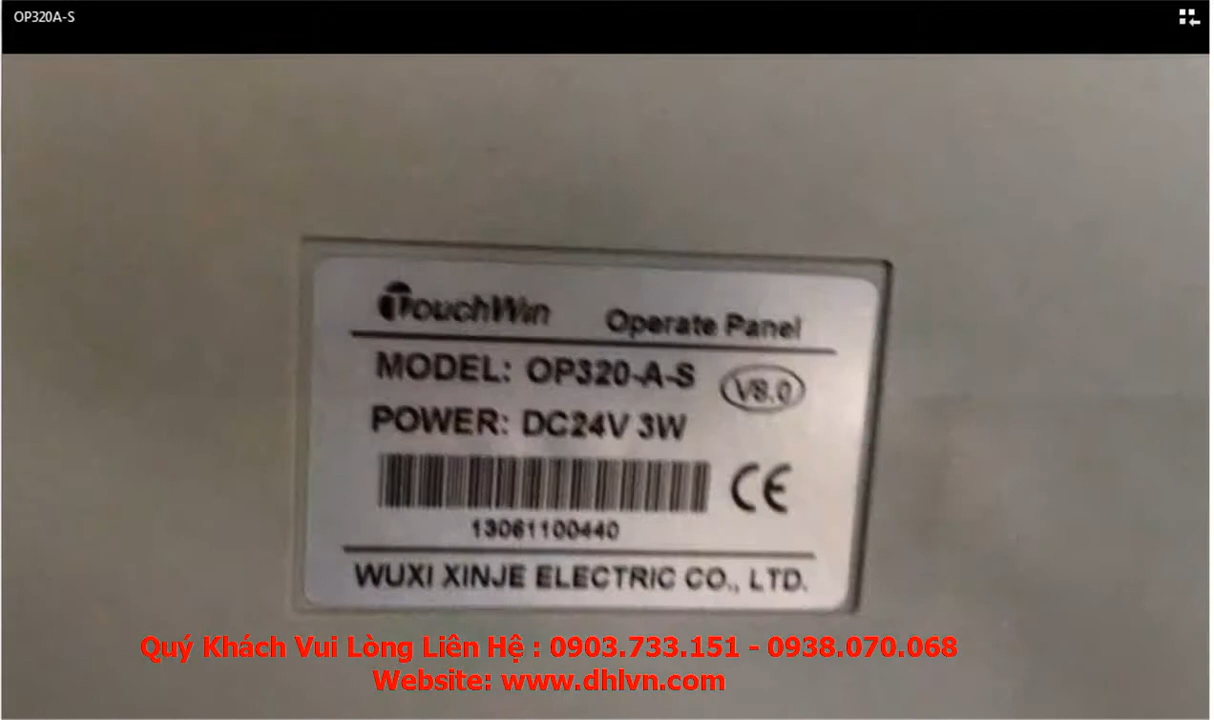 OP320A-S
TouchWin Operate Panel
MODEL: OP320-A-S V8.0
POWER: DC24V 3W
CE
13061100440
WUXI XINJE ELECTRIC CO., LTD.
Quý Khách Vui Lòng Liên Hệ : 0903.733.151 - 0938.070.068
Website: www.dhlvn.com